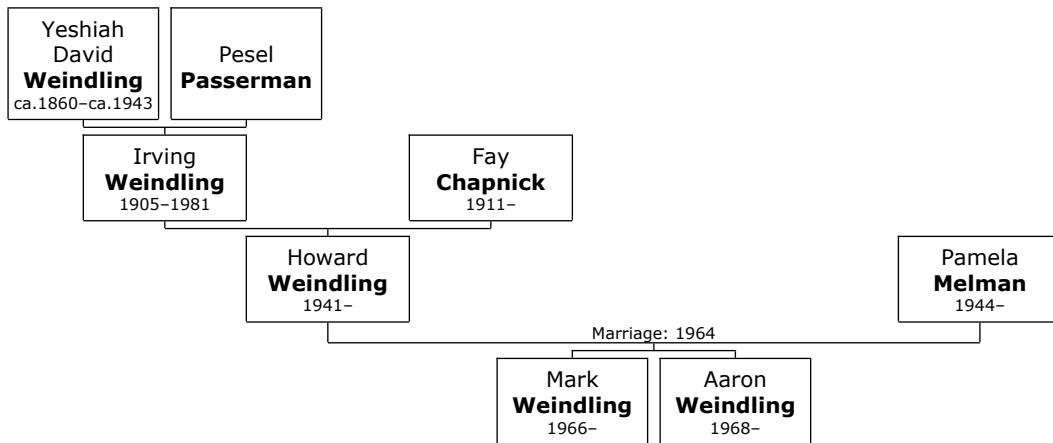 Yeshiah
David
Weindling
ca.1860–ca.1943
Pesel
Passerman
Irving
Weindling
1905–1981
Fay
Chapnick
1911–
Howard
Weindling
1941–
Pamela
Melman
1944–
Marriage: 1964
Mark
Weindling
1966–
Aaron
Weindling
1968–